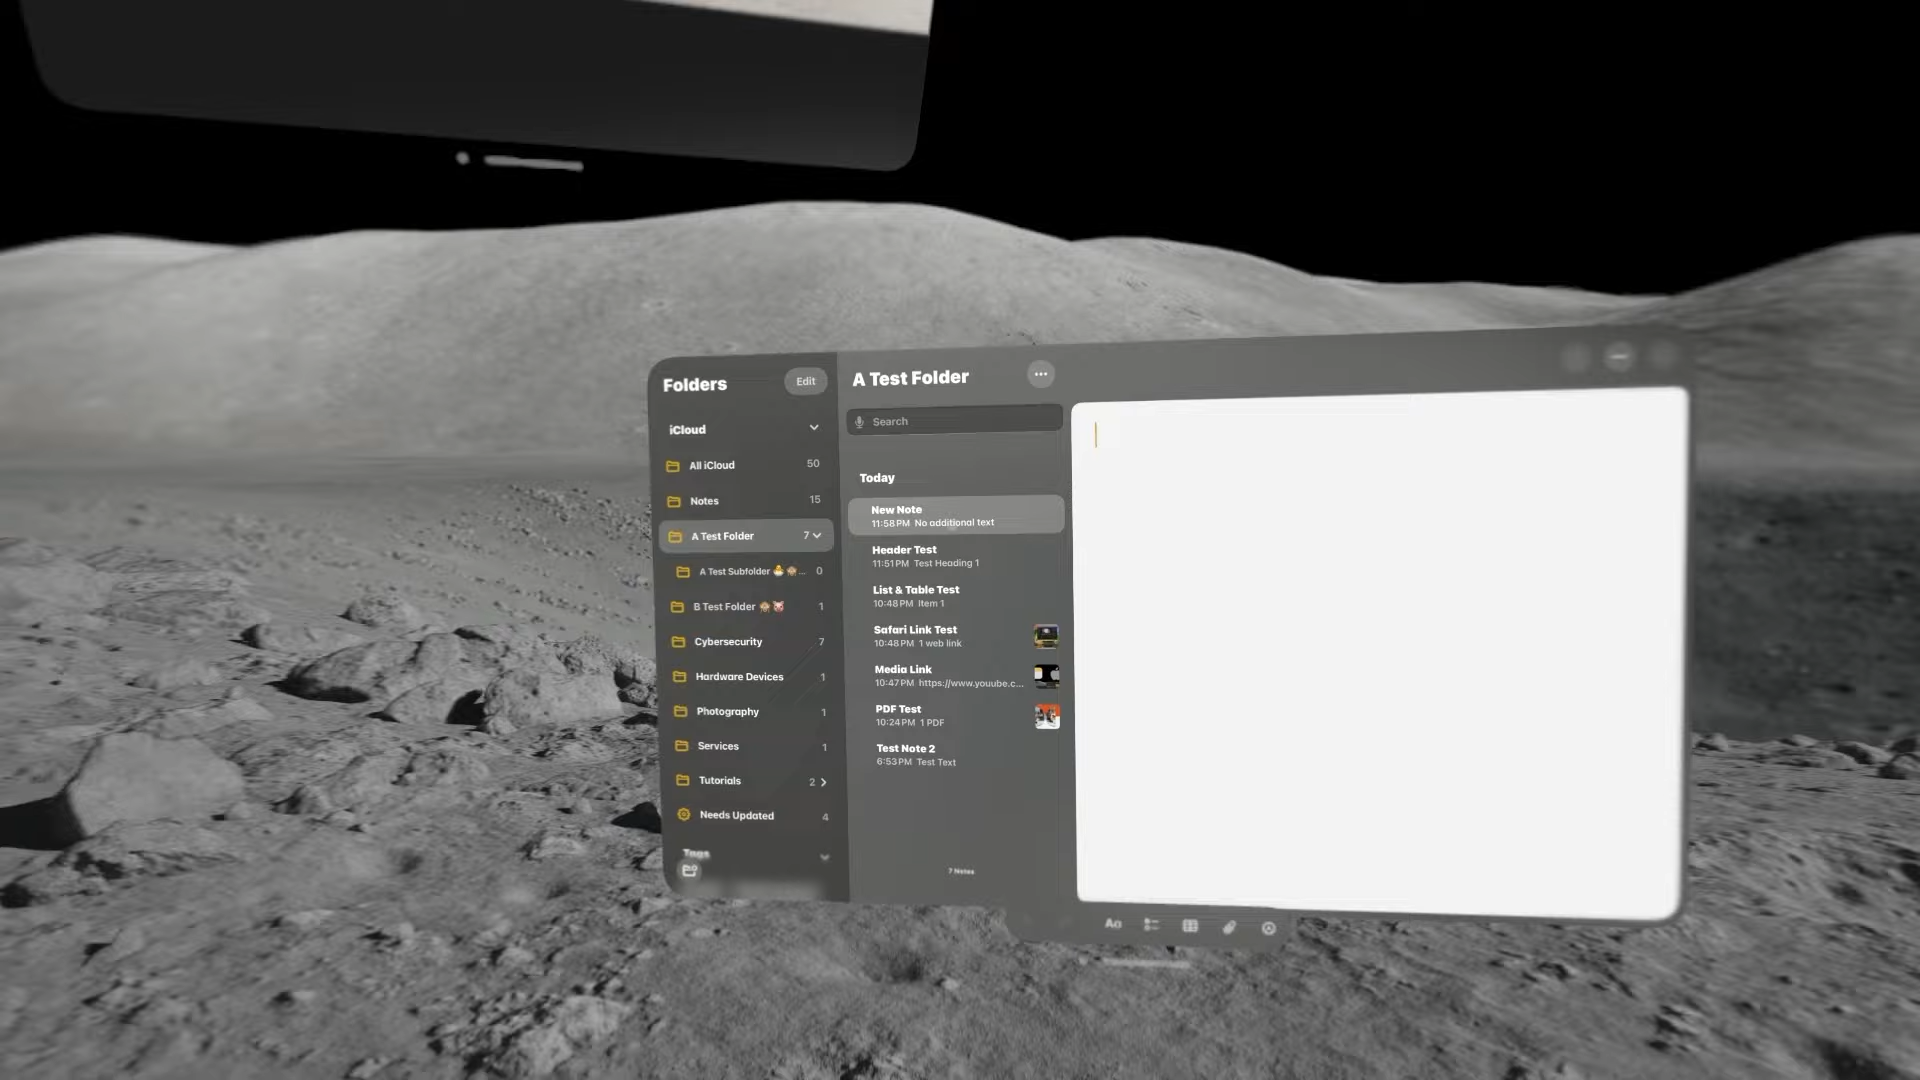 Folders
Edit
iCloud
All iCloud 50
Notes 15
A Test Folder 7
A Test Subfolder 🐣🙈... 0
B Test Folder 🙈🐷 1
Cybersecurity 7
Hardware Devices 1
Photography 1
Services 1
Tutorials 2
Needs Updated 4
Tags
A Test Folder
Search
Today
New Note
11:58 PM No additional text
Header Test
11:51 PM Test Heading 1
List & Table Test
10:48 PM Item 1
Safari Link Test
10:48 PM 1 web link
Media Link
10:47 PM https://www.youube.c...
PDF Test
10:24 PM 1 PDF
Test Note 2
6:53 PM Test Text
7 Notes
Aa